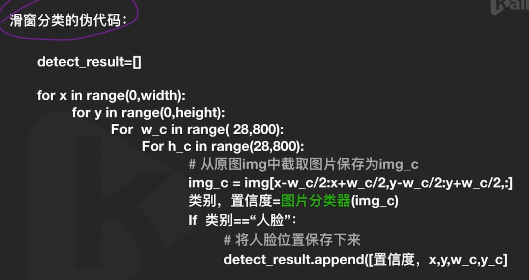 滑窗分类的伪代码：
detect_result=[]
for x in range(0,width):
for y in range(0,height):
For w_c in range( 28,800):
For h_c in range(28,800):
# 从原图img中截取图片保存为img_c
img_c = img[x-w_c/2:x+w_c/2,y-w_c/2:y+w_c/2,:]
类别，置信度=图片分类器(img_c)
If 类别==“人脸”：
# 将人脸位置保存下来
detect_result.append([置信度，x,y,w_c,y_c]